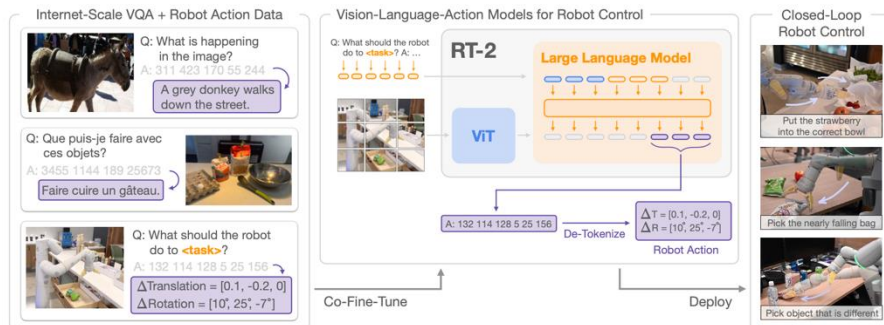 Internet-Scale VQA + Robot Action Data
Q: What is happening
in the image?
A: 311 423 170 55 244
A grey donkey walks
down the street.
Q: Que puis-je faire avec
ces objets?
A: 3455 1144 189 25673
Faire cuire un gâteau.
Q: What should the robot
do to <task>?
A: 132 114 128 5 25 156
ΔTranslation = [0.1, -0.2, 0]
ΔRotation = [10°, 25°, -7°]
Co-Fine-Tune
Vision-Language-Action Models for Robot Control
Q: What should the robot
do to <task>? A: ...
RT-2
Large Language Model
ViT
A: 132 114 128 5 25 156
De-Tokenize
ΔT = [0.1, -0.2, 0]
ΔR = [10°, 25°, -7°]
Robot Action
Deploy
Closed-Loop
Robot Control
Put the strawberry
into the correct bowl
Pick the nearly falling bag
Pick object that is different